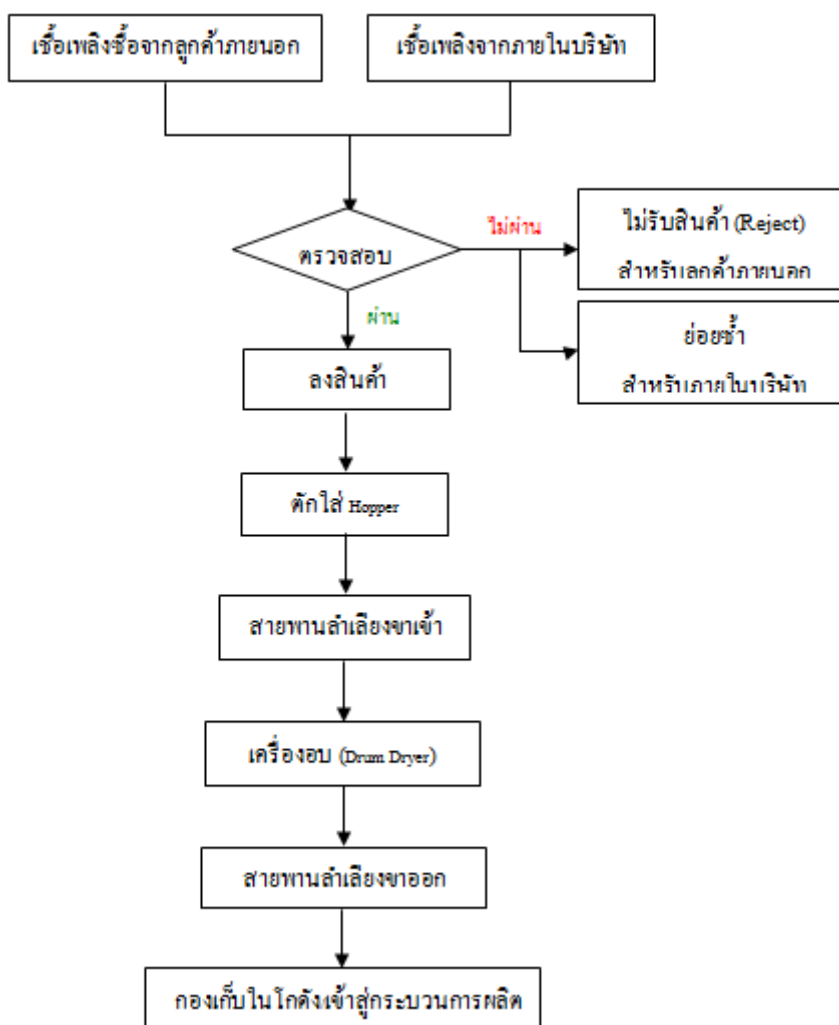 เชื้อเพลิงซื้อจากลูกค้าภายนอก
เชื้อเพลิงจากภายในบริษัท
ตรวจสอบ
ไม่ผ่าน
ไม่รับสินค้า (Reject)
สำหรับลูกค้าภายนอก
ผ่าน
ย่อยซ้ำ
สำหรับภายในบริษัท
ลงสินค้า
ตักใส่ Hopper
สายพานลำเลียงขาเข้า
เครื่องอบ (Drum Dryer)
สายพานลำเลียงขาออก
กองเก็บในโกดังเข้าสู่กระบวนการผลิต